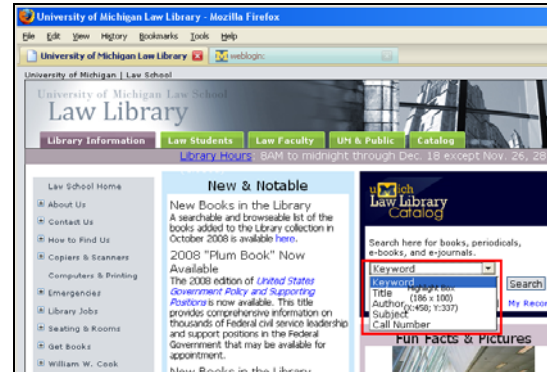 University of Michigan Law Library - Mozilla Firefox
File Edit View History Bookmarks Tools Help
University of Michigan Law Library
weblogin:
University of Michigan | Law School
University of Michigan Law School
Law Library
Library Information
Law Students
Law Faculty
UM & Public
Catalog
Library Hours: 8AM to midnight through Dec. 18 except Nov. 26, 28
Law School Home
About Us
Contact Us
How to Find Us
Copiers & Scanners
Computers & Printing
Emergencies
Library Jobs
Seating & Rooms
Get Books
William W. Cook
New & Notable
New Books in the Library
A searchable and browseable list of the
books added to the Library collection in
October 2008 is available here.
2008 "Plum Book" Now
Available
The 2008 edition of United States
Government Policy and Supporting
Positions is now available. This title
provides comprehensive information on
thousands of Federal civil service leadership
and support positions in the Federal
Government that may be available for
appointment.
New Books in the Library
umich
Law Library
Catalog
Search here for books, periodicals,
e-books, and e-journals.
Keyword
Search
Keyword
Title
Author
Subject
Call Number
Highlight Box
(186 x 100)
(X:450; Y:337)
My Recor
Fun Facts & Pictures